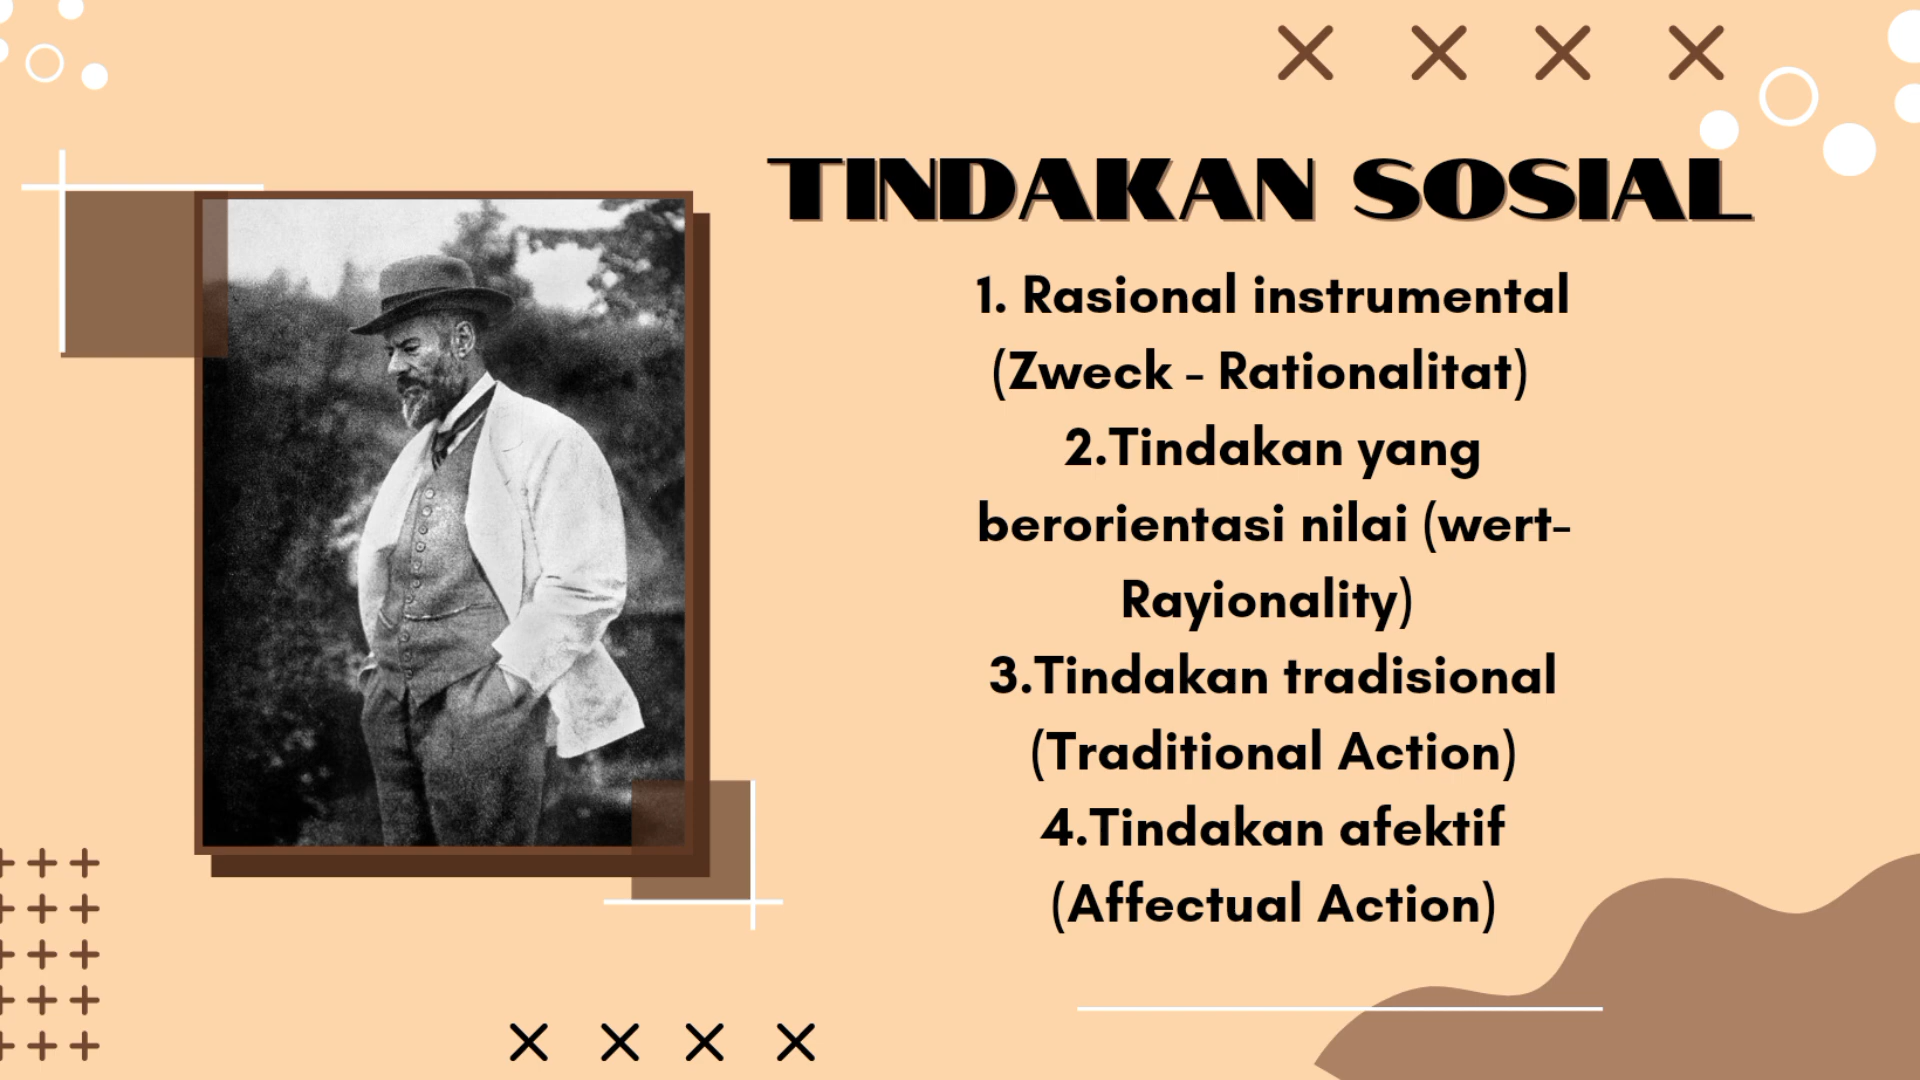 TINDAKAN SOSIAL
1. Rasional instrumental
(Zweck - Rationalitat)
2.Tindakan yang
berorientasi nilai (wert-
Rayionality)
3.Tindakan tradisional
(Traditional Action)
4.Tindakan afektif
(Affectual Action)